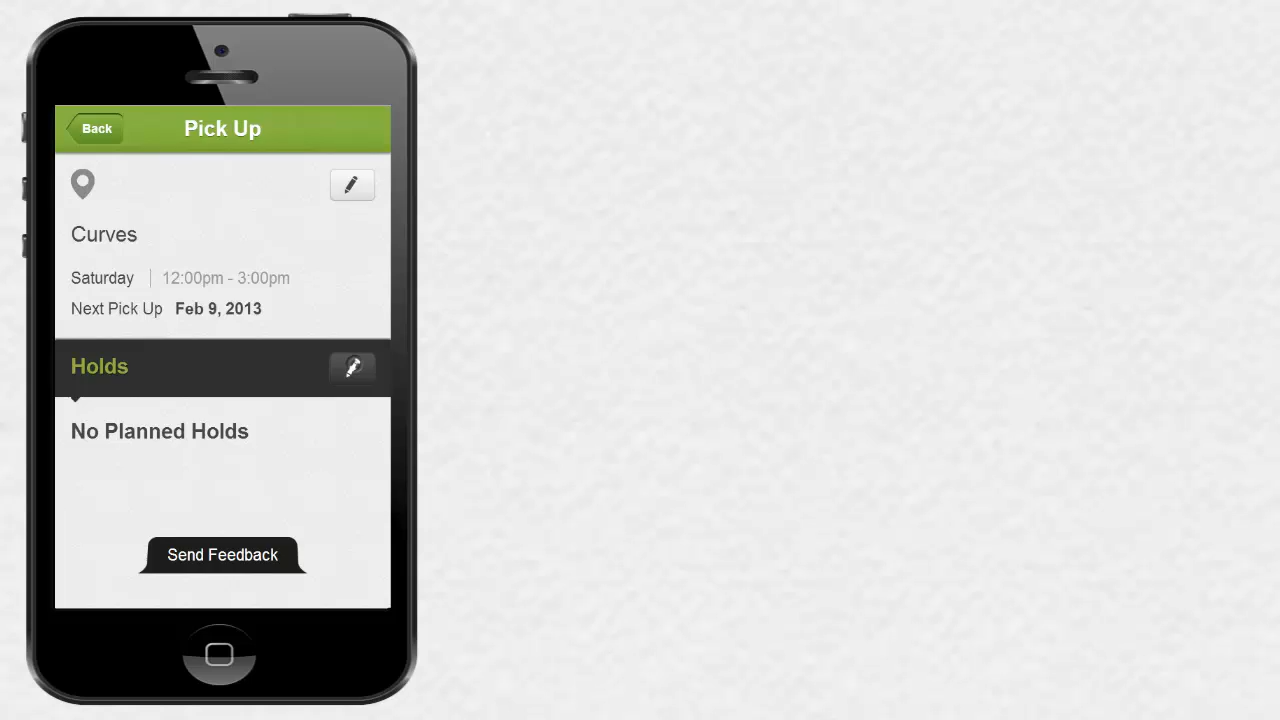 Back
Pick Up
Curves
Saturday 12:00pm - 3:00pm
Next Pick Up Feb 9, 2013
Holds
No Planned Holds
Send Feedback